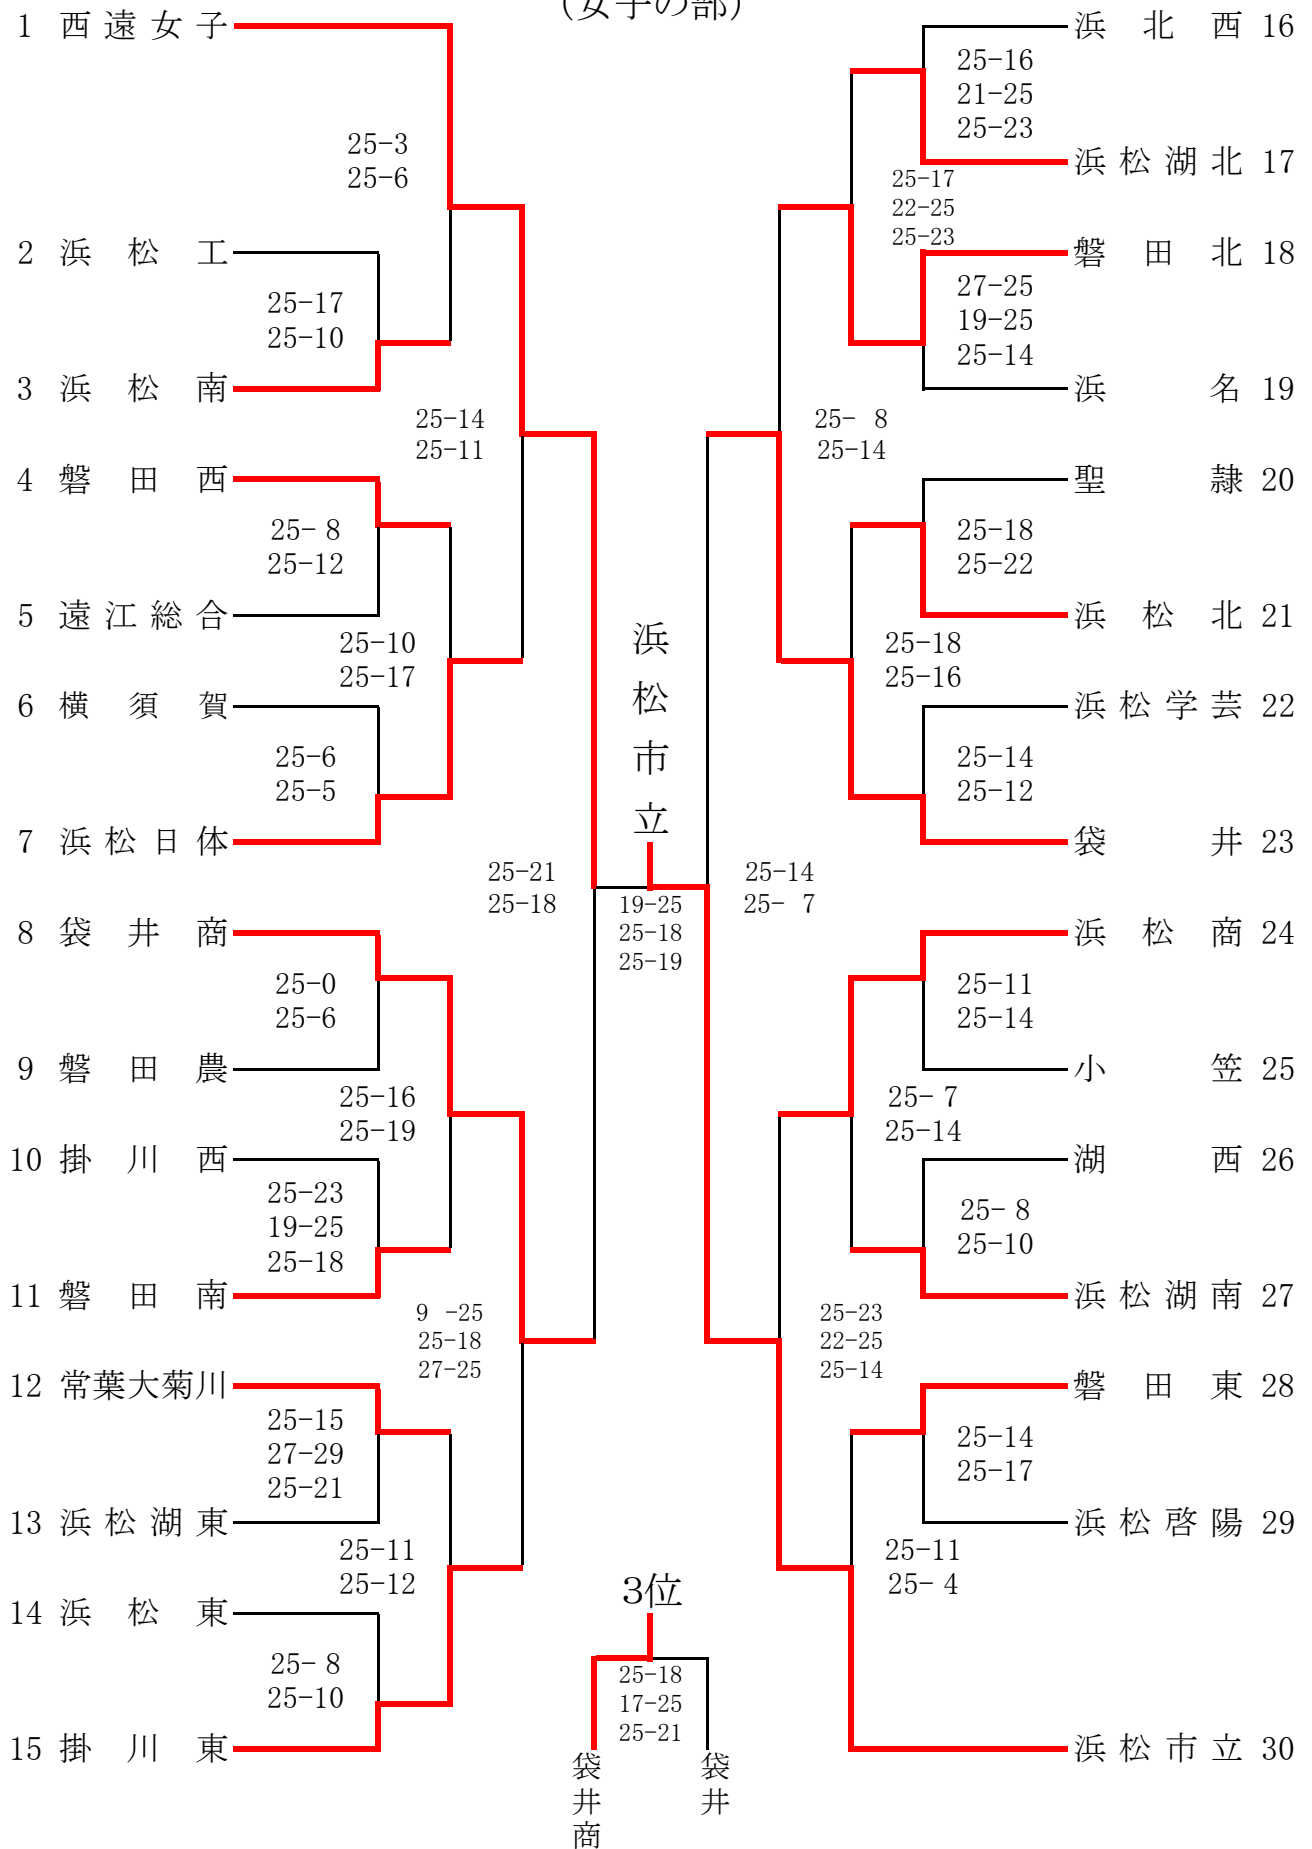 （女子の部）
1 西遠女子
25-3
25-6
2 浜松工
25-17
25-10
3 浜松南
25-14
25-11
4 磐田西
25- 8
25-12
5 遠江総合
25-10
25-17
6 横須賀
25-6
25-5
7 浜松日体
25-21
25-18
8 袋井商
25-0
25-6
9 磐田農
25-16
25-19
10 掛川西
25-23
19-25
25-18
11 磐田南
9 -25
25-18
27-25
12 常葉大菊川
25-15
27-29
25-21
13 浜松湖東
25-11
25-12
14 浜松東
25- 8
25-10
15 掛川東
浜松市立
19-25
25-18
25-19
3位
25-18
17-25
25-21
袋井商
袋井
浜北西 16
25-16
21-25
25-23
浜松湖北 17
25-17
22-25
25-23
磐田北 18
27-25
19-25
25-14
浜名 19
25- 8
25-14
聖隷 20
25-18
25-22
浜松北 21
25-18
25-16
浜松学芸 22
25-14
25-12
袋井 23
25-14
25- 7
浜松商 24
25-11
25-14
小笠 25
25- 7
25-14
湖西 26
25- 8
25-10
浜松湖南 27
25-23
22-25
25-14
磐田東 28
25-14
25-17
浜松啓陽 29
25-11
25- 4
浜松市立 30